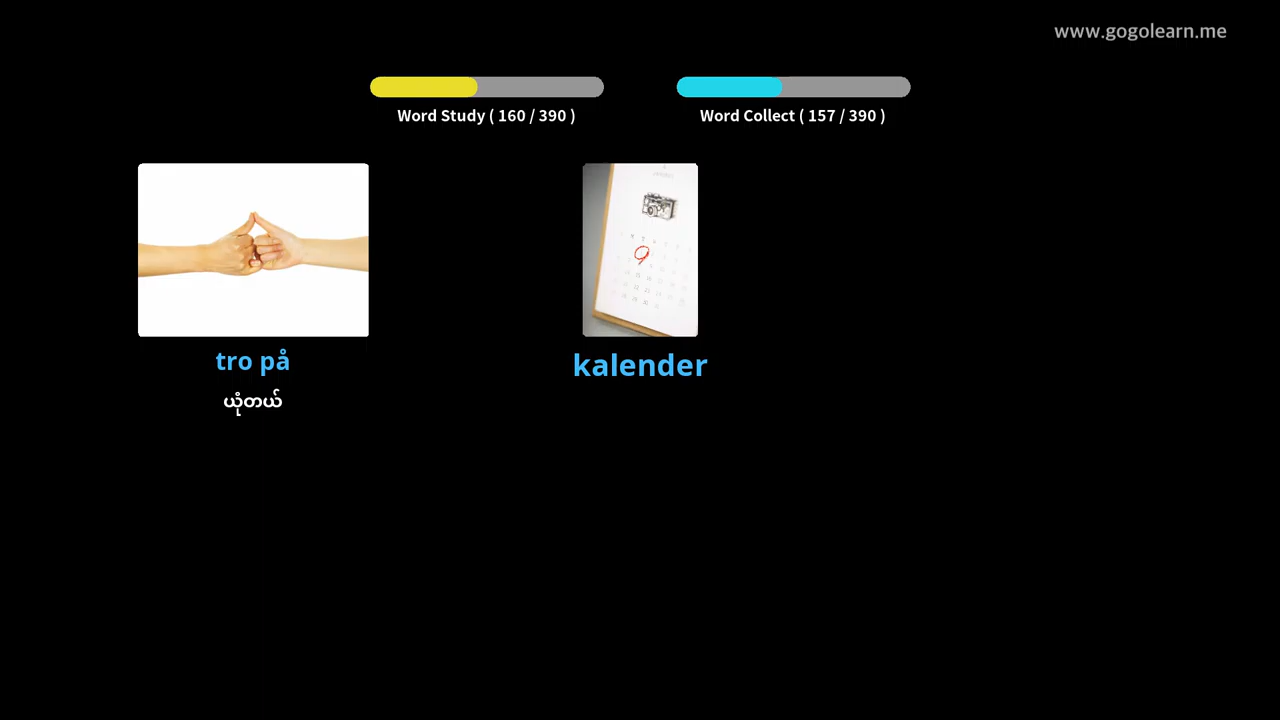 www.gogolearn.me
Word Study ( 160 / 390 )
Word Collect ( 157 / 390 )
tro på
ယုံတယ်
kalender